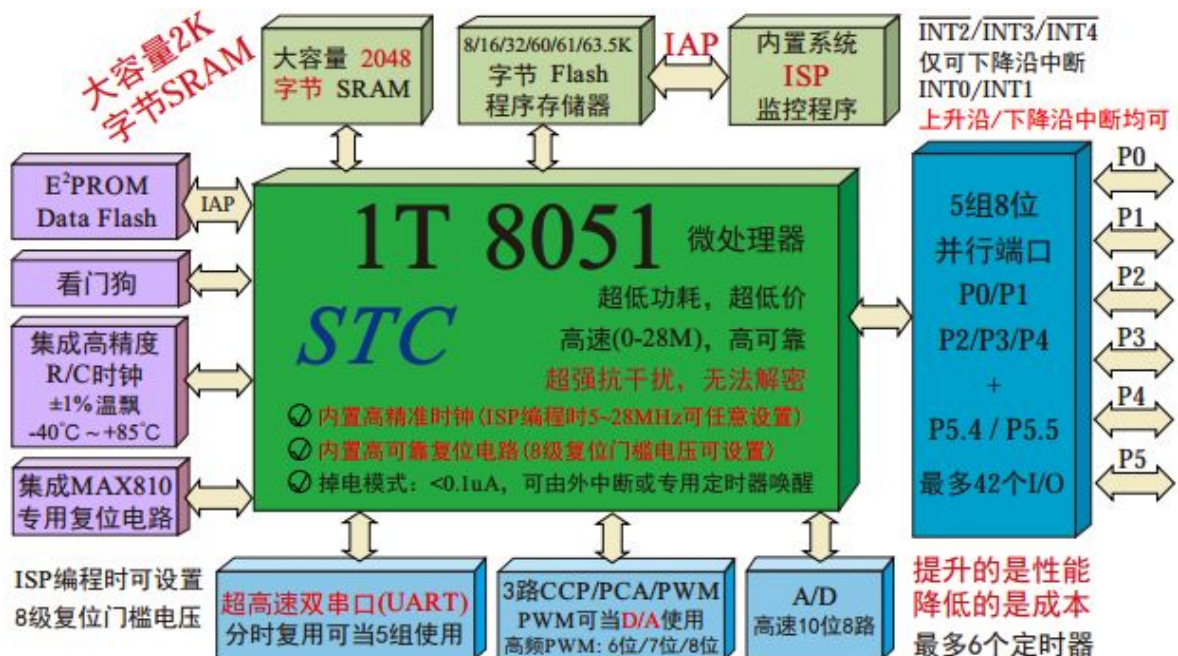 大容量2K
字节SRAM
大容量 2048
字节 SRAM
8/16/32/60/61/63.5K
字节 Flash
程序存储器
IAP
内置系统
ISP
监控程序
INT2/INT3/INT4
仅可下降沿中断
INT0/INT1
上升沿/下降沿中断均可
E²PROM
Data Flash
IAP
看门狗
集成高精度
R/C时钟
±1%温飘
-40℃～+85℃
集成MAX810
专用复位电路
1T 8051 微处理器
STC
超低功耗，超低价
高速(0-28M)，高可靠
超强抗干扰，无法解密
内置高精准时钟(ISP编程时5~28MHz可任意设置)
内置高可靠复位电路(8级复位门槛电压可设置)
掉电模式：<0.1uA，可由外中断或专用定时器唤醒
5组8位
并行端口
P0/P1
P2/P3/P4
+
P5.4 / P5.5
最多42个I/O
P0
P1
P2
P3
P4
P5
ISP编程时可设置
8级复位门槛电压
超高速双串口(UART)
分时复用可当5组使用
3路CCP/PCA/PWM
PWM可当D/A使用
高频PWM: 6位/7位/8位
A/D
高速10位8路
提升的是性能
降低的是成本
最多6个定时器